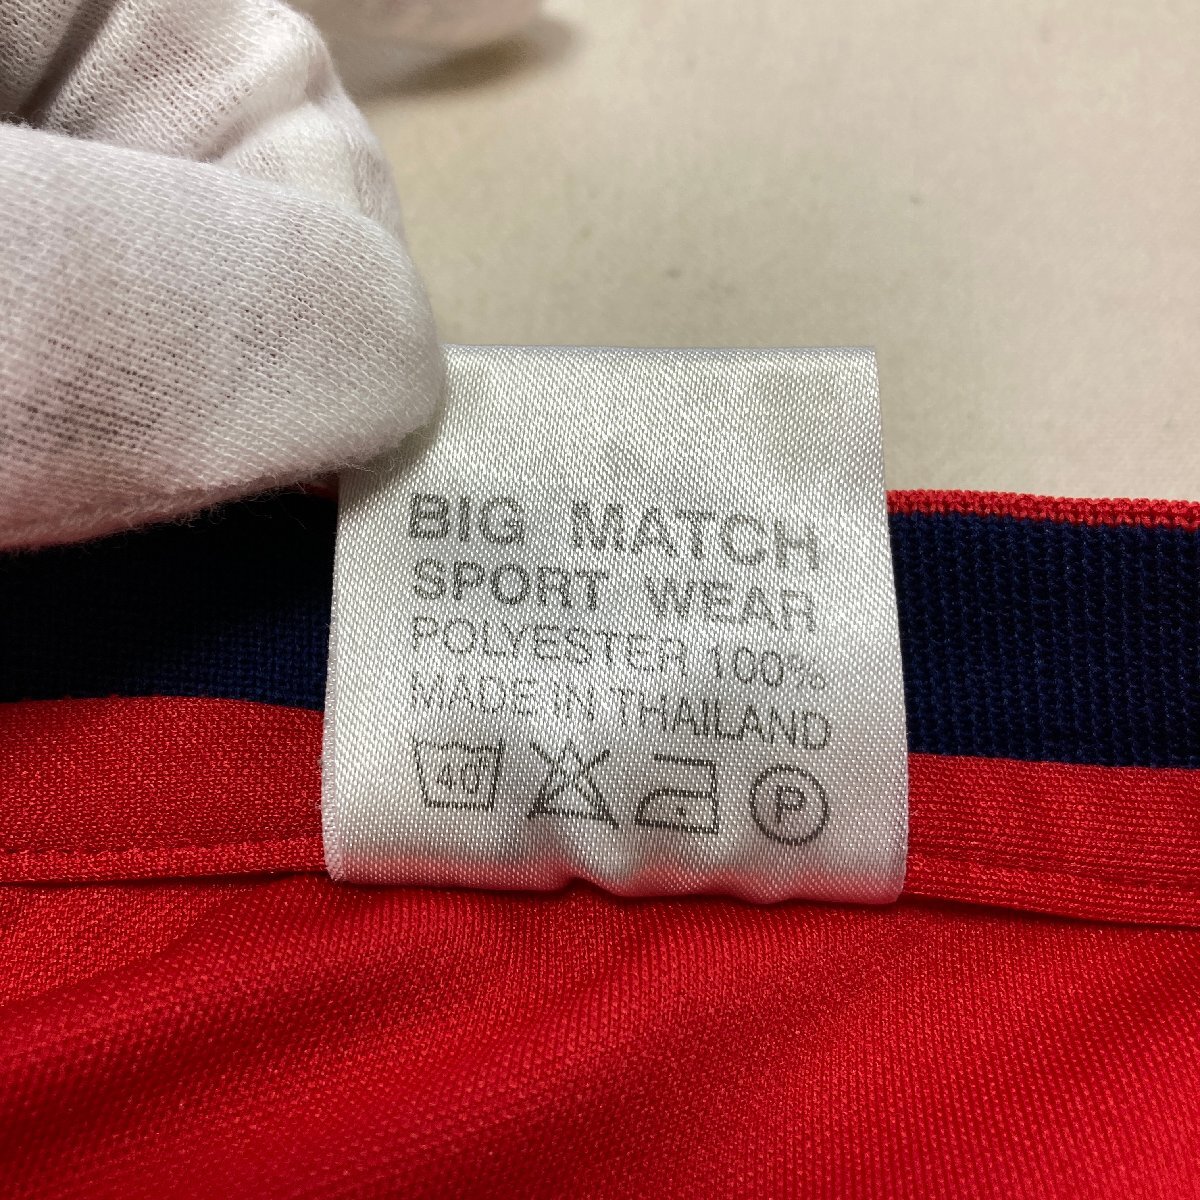 BIG MATCH
SPORT WEAR
POLYESTER 100%
MADE IN THAILAND
40 P